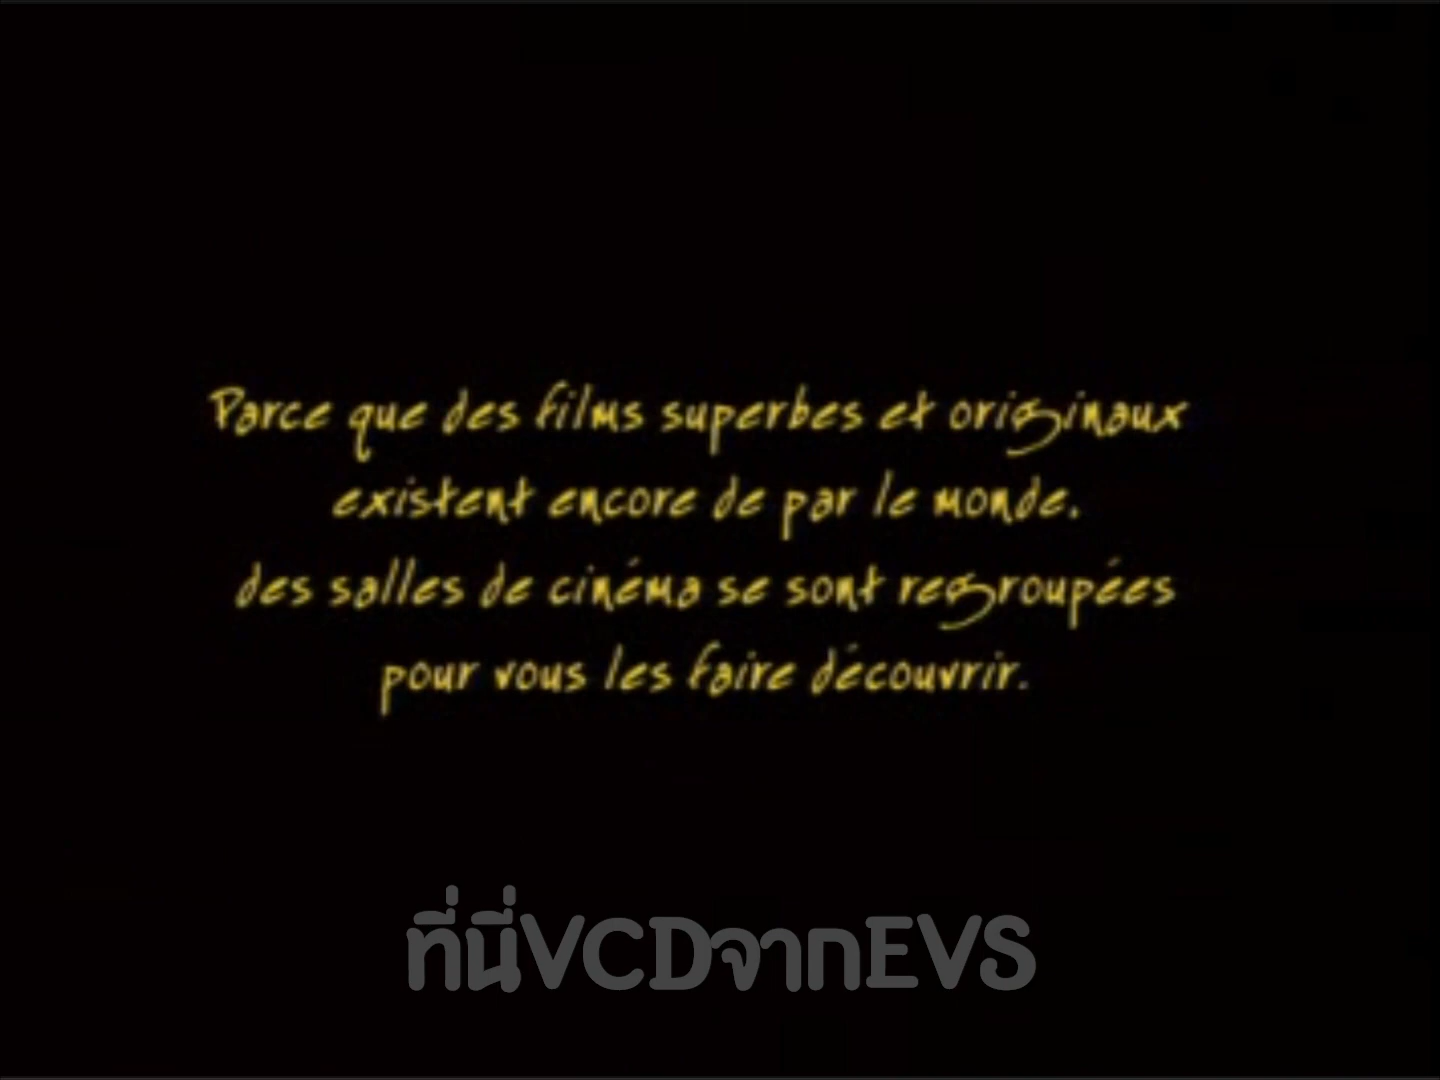 Parce que des films superbes et originaux
existent encore de par le monde.
des salles de cinéma se sont regroupées
pour vous les faire découvrir.
ที่นี่VCDจากEVS